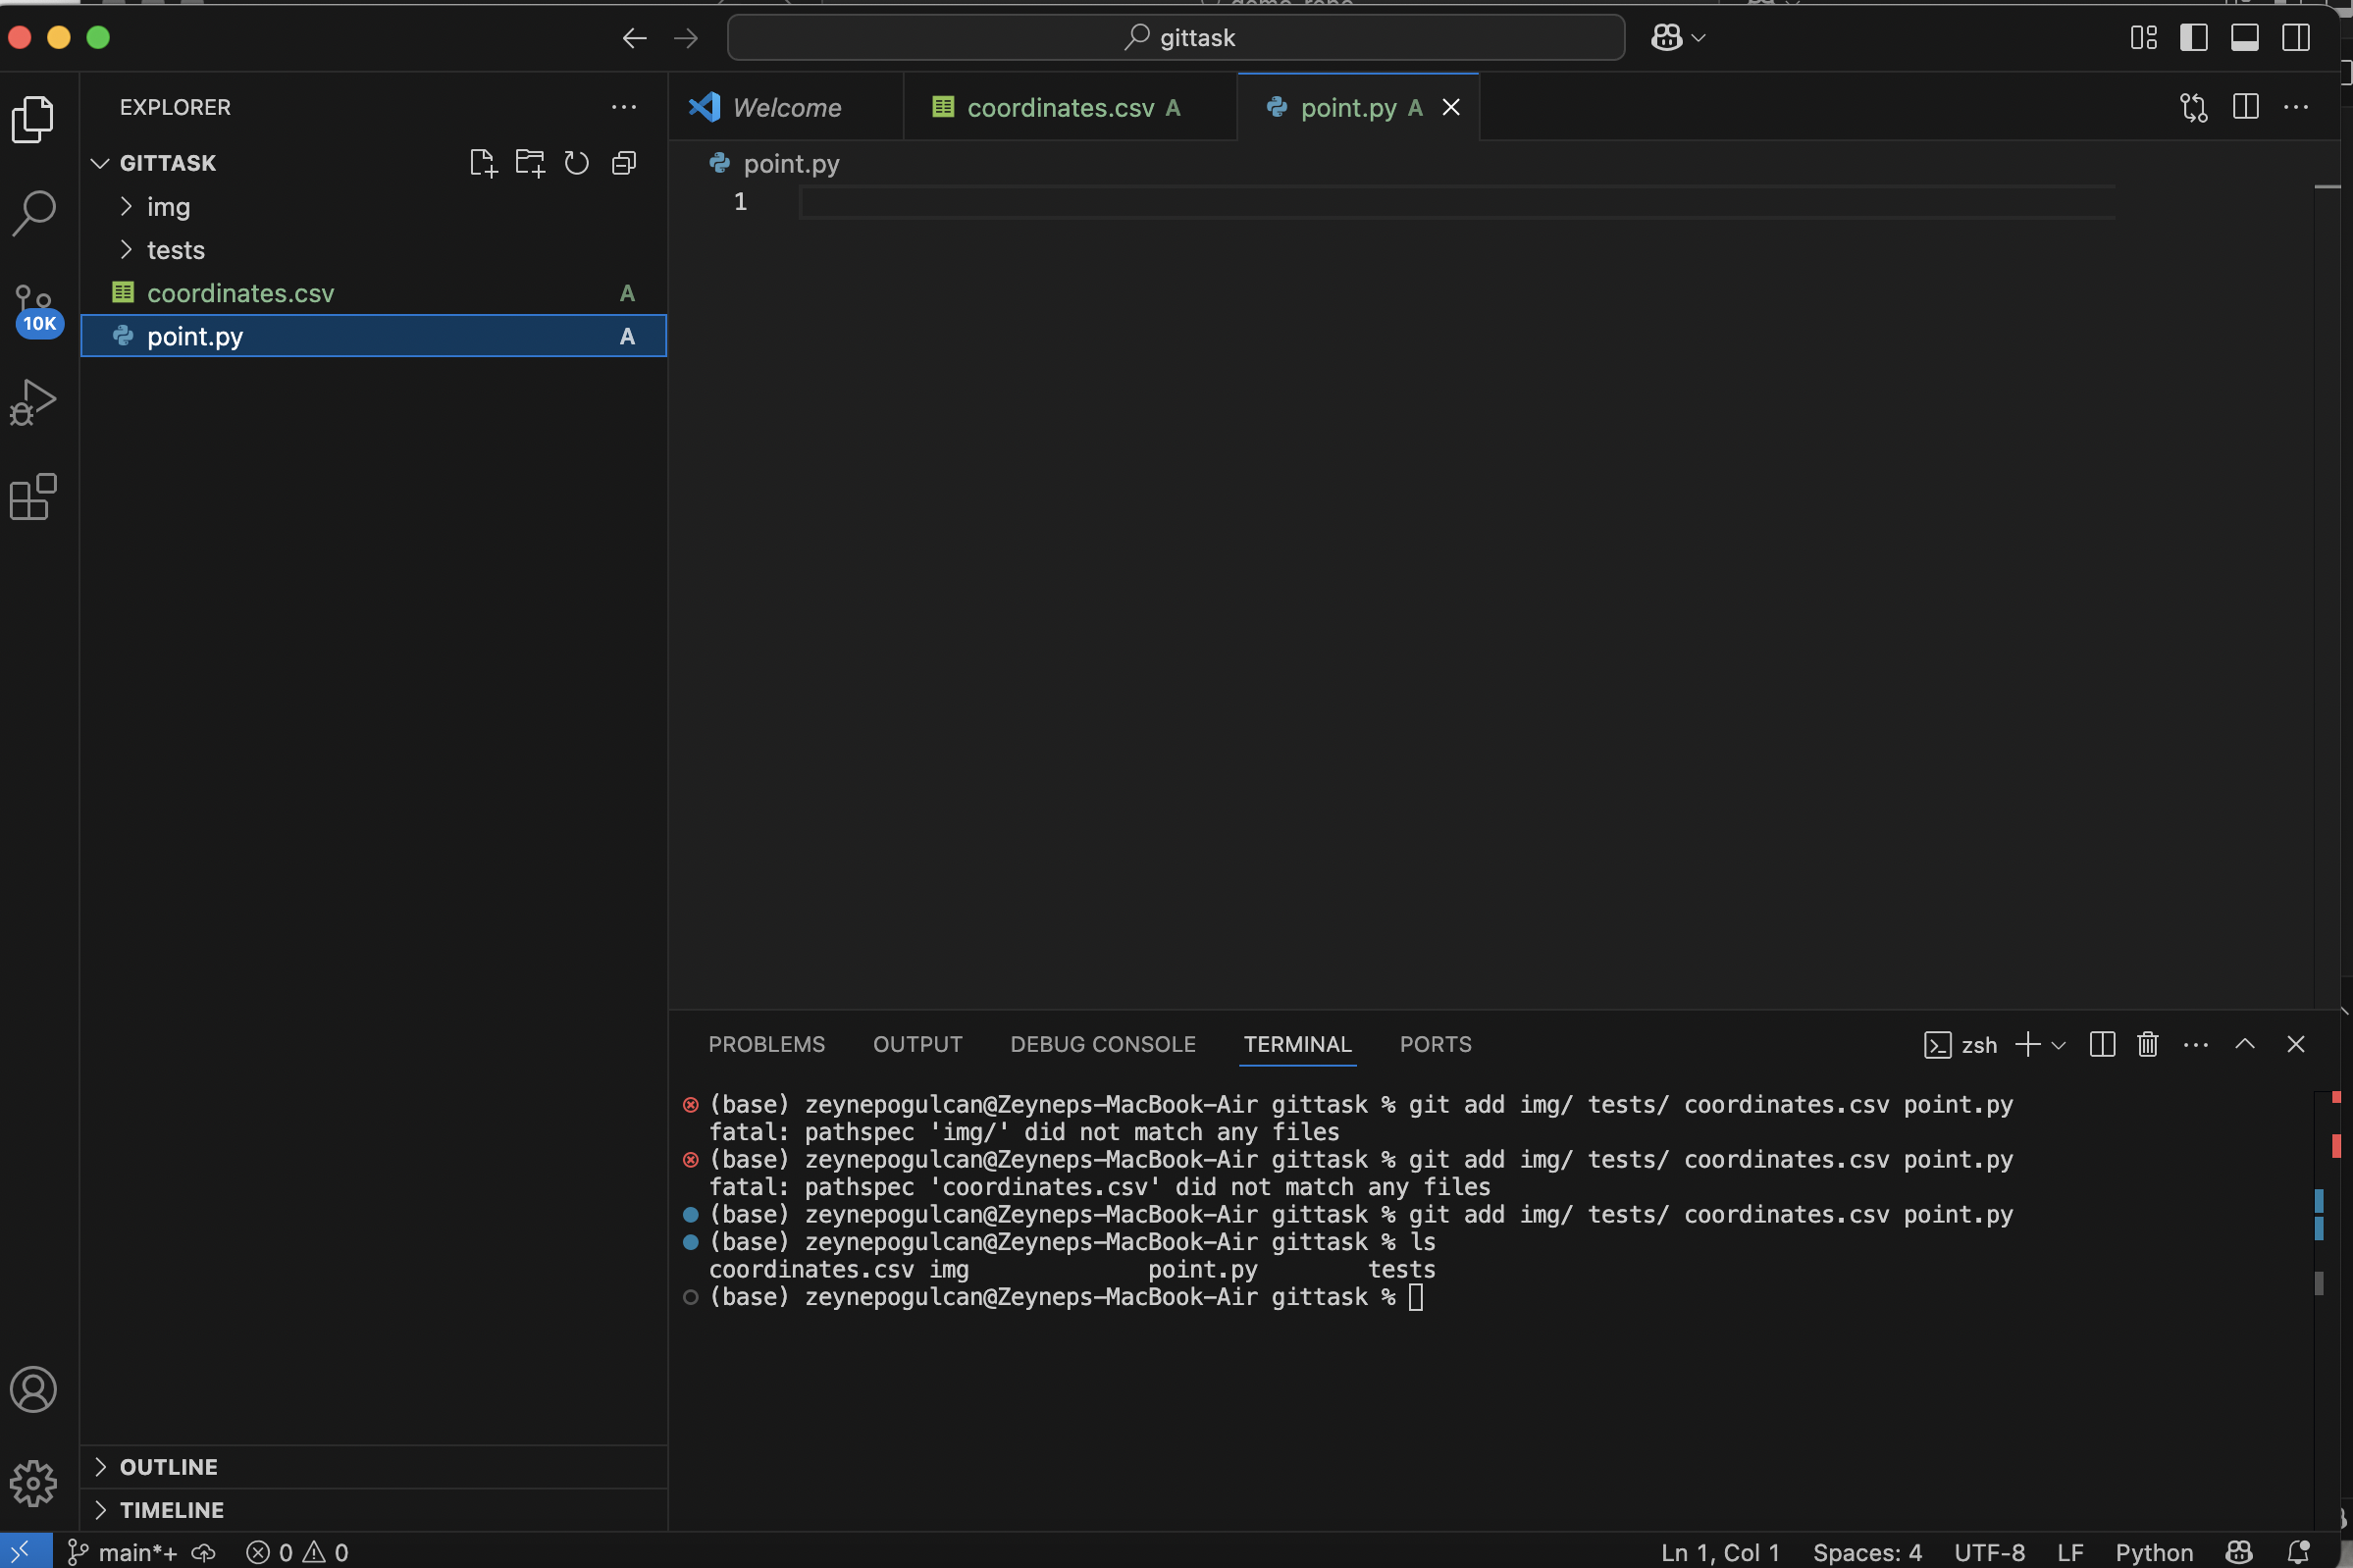 gittask
EXPLORER
GITTASK
img
tests
coordinates.csv A
point.py A
10K
OUTLINE
TIMELINE
Welcome
coordinates.csv A
point.py A
point.py
1
PROBLEMS OUTPUT DEBUG CONSOLE TERMINAL PORTS
zsh
(base) zeynepogulcan@Zeyneps-MacBook-Air gittask % git add img/ tests/ coordinates.csv point.py
fatal: pathspec 'img/' did not match any files
(base) zeynepogulcan@Zeyneps-MacBook-Air gittask % git add img/ tests/ coordinates.csv point.py
fatal: pathspec 'coordinates.csv' did not match any files
(base) zeynepogulcan@Zeyneps-MacBook-Air gittask % git add img/ tests/ coordinates.csv point.py
(base) zeynepogulcan@Zeyneps-MacBook-Air gittask % ls
coordinates.csv img point.py tests
(base) zeynepogulcan@Zeyneps-MacBook-Air gittask %
main*+ 0 0 Ln 1, Col 1 Spaces: 4 UTF-8 LF Python